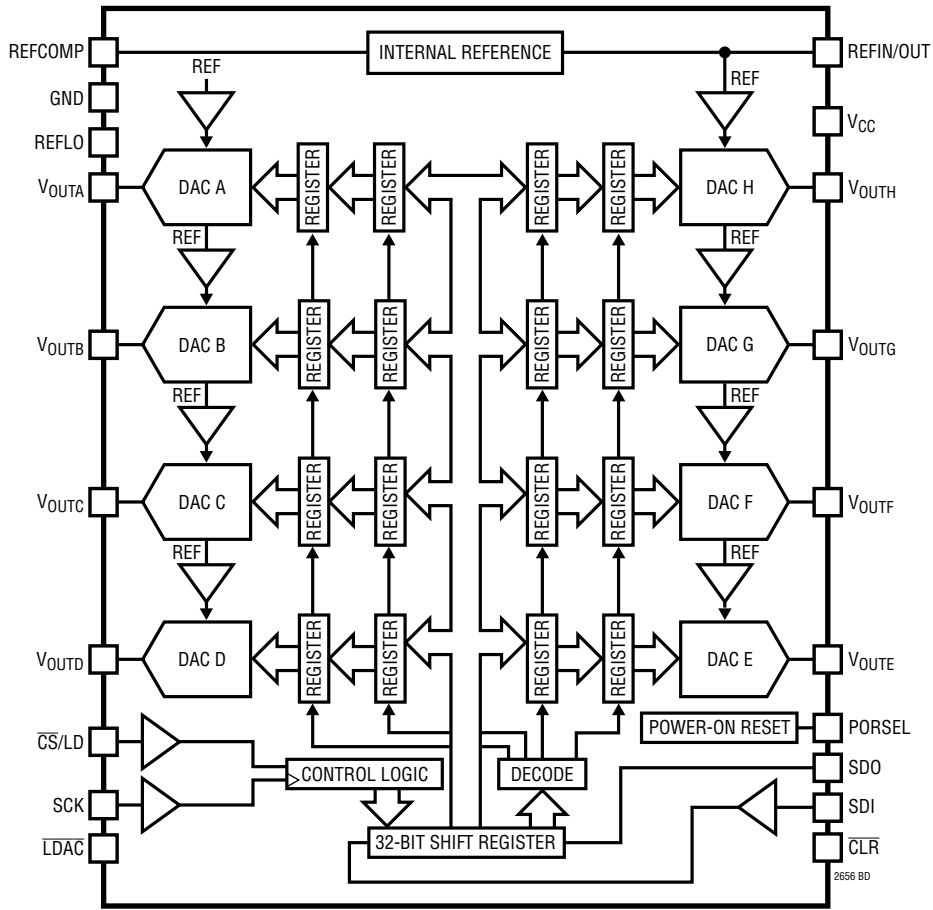 REFCOMP
INTERNAL REFERENCE
REFIN/OUT
REF
REF
GND
VCC
REFLO
VOUTA
DAC A
REGISTER
REGISTER
REGISTER
REGISTER
DAC H
VOUTH
REF
REF
VOUTB
DAC B
REGISTER
REGISTER
REGISTER
REGISTER
DAC G
VOUTG
REF
REF
VOUTC
DAC C
REGISTER
REGISTER
REGISTER
REGISTER
DAC F
VOUTF
REF
REF
VOUTD
DAC D
REGISTER
REGISTER
REGISTER
REGISTER
DAC E
VOUTE
CS/LD
POWER-ON RESET
PORSEL
CONTROL LOGIC
DECODE
SDO
SCK
SDI
LDAC
32-BIT SHIFT REGISTER
CLR
2656 BD